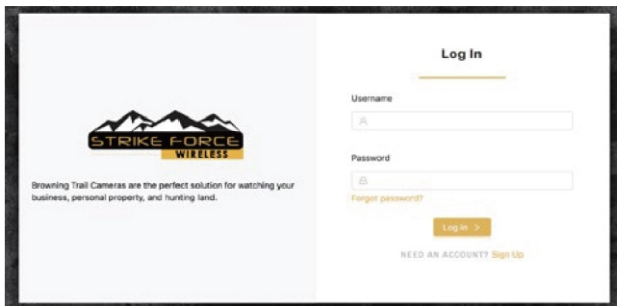 STRIKE FORCE
WIRELESS
Browning Trail Cameras are the perfect solution for watching your
business, personal property, and hunting land.
Log In
Username
Password
Forgot password?
Log in >
NEED AN ACCOUNT? Sign Up